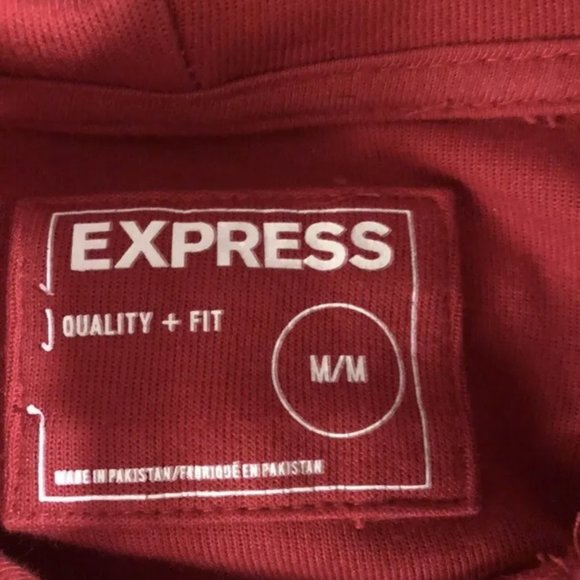 EXPRESS
QUALITY + FIT
M/M
MADE IN PAKISTAN/FABRIQUÉ EN PAKISTAN